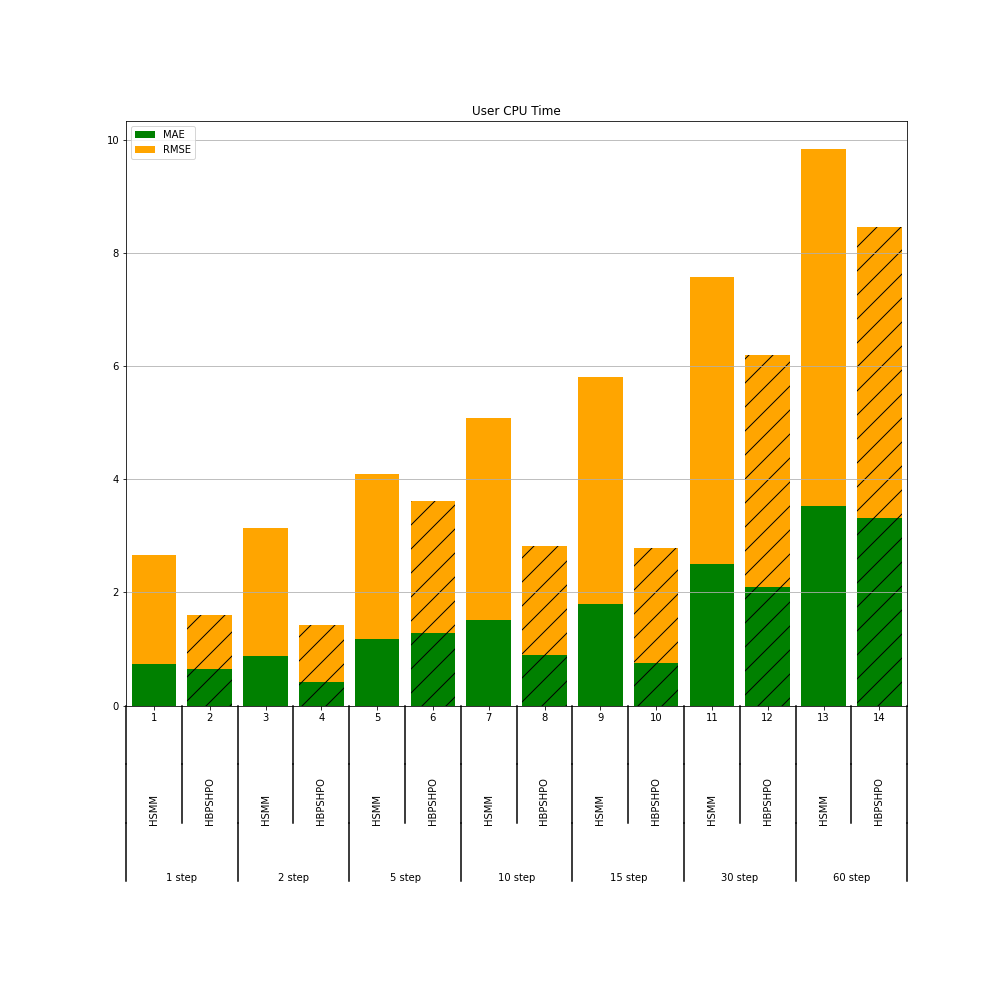 User CPU Time
MAE
RMSE
10
8
6
4
2
0
1 2 3 4 5 6 7 8 9 10 11 12 13 14
HSMM HBPSHPO HSMM HBPSHPO HSMM HBPSHPO HSMM HBPSHPO HSMM HBPSHPO HSMM HBPSHPO HSMM HBPSHPO
1 step 2 step 5 step 10 step 15 step 30 step 60 step